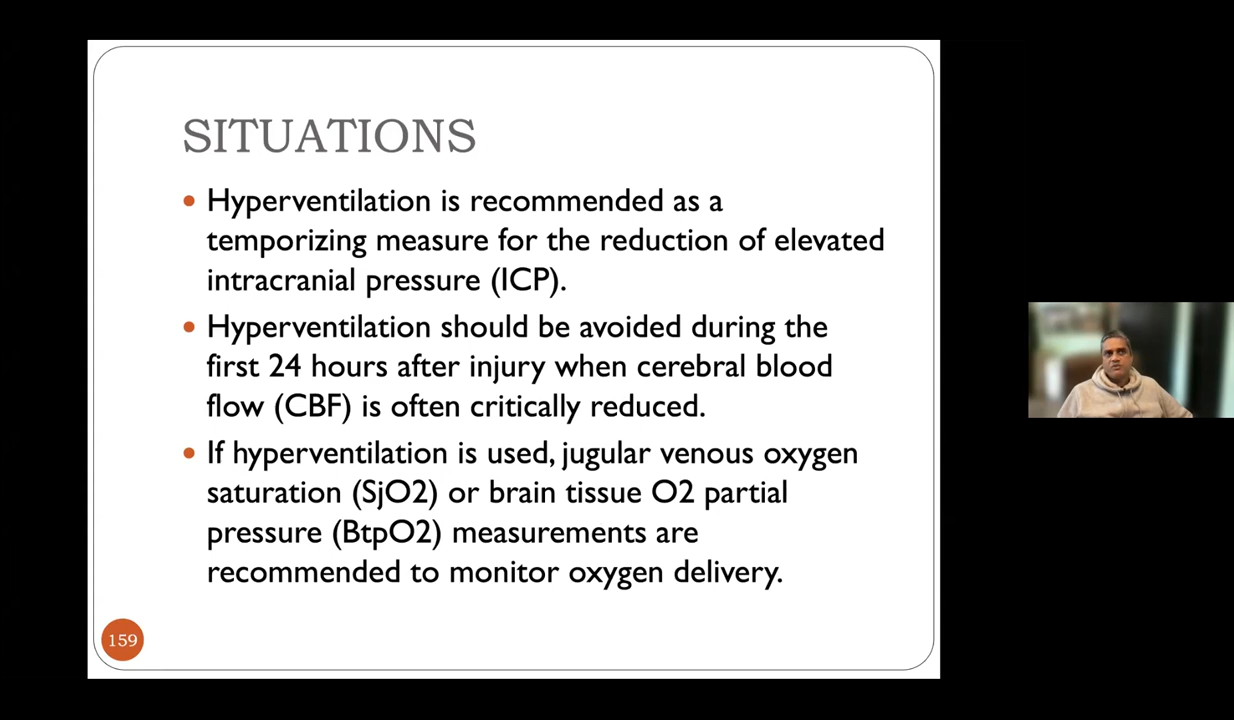 SITUATIONS
Hyperventilation is recommended as a
temporizing measure for the reduction of elevated
intracranial pressure (ICP).
Hyperventilation should be avoided during the
first 24 hours after injury when cerebral blood
flow (CBF) is often critically reduced.
If hyperventilation is used, jugular venous oxygen
saturation (SjO2) or brain tissue O2 partial
pressure (BtpO2) measurements are
recommended to monitor oxygen delivery.
159